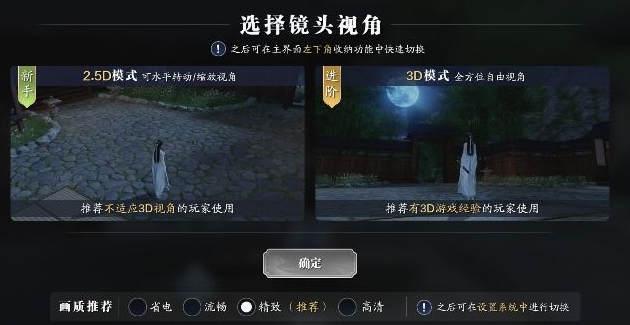 选择镜头视角
! 之后可在主界面左下角收纳功能中快速切换
新手
2.5D模式 可水平转动/缩放视角
推荐不适应3D视角的玩家使用
进阶
3D模式 全方位自由视角
推荐有3D游戏经验的玩家使用
确定
画质推荐 省电 流畅 精致（推荐） 高清 ! 之后可在设置系统中进行切换